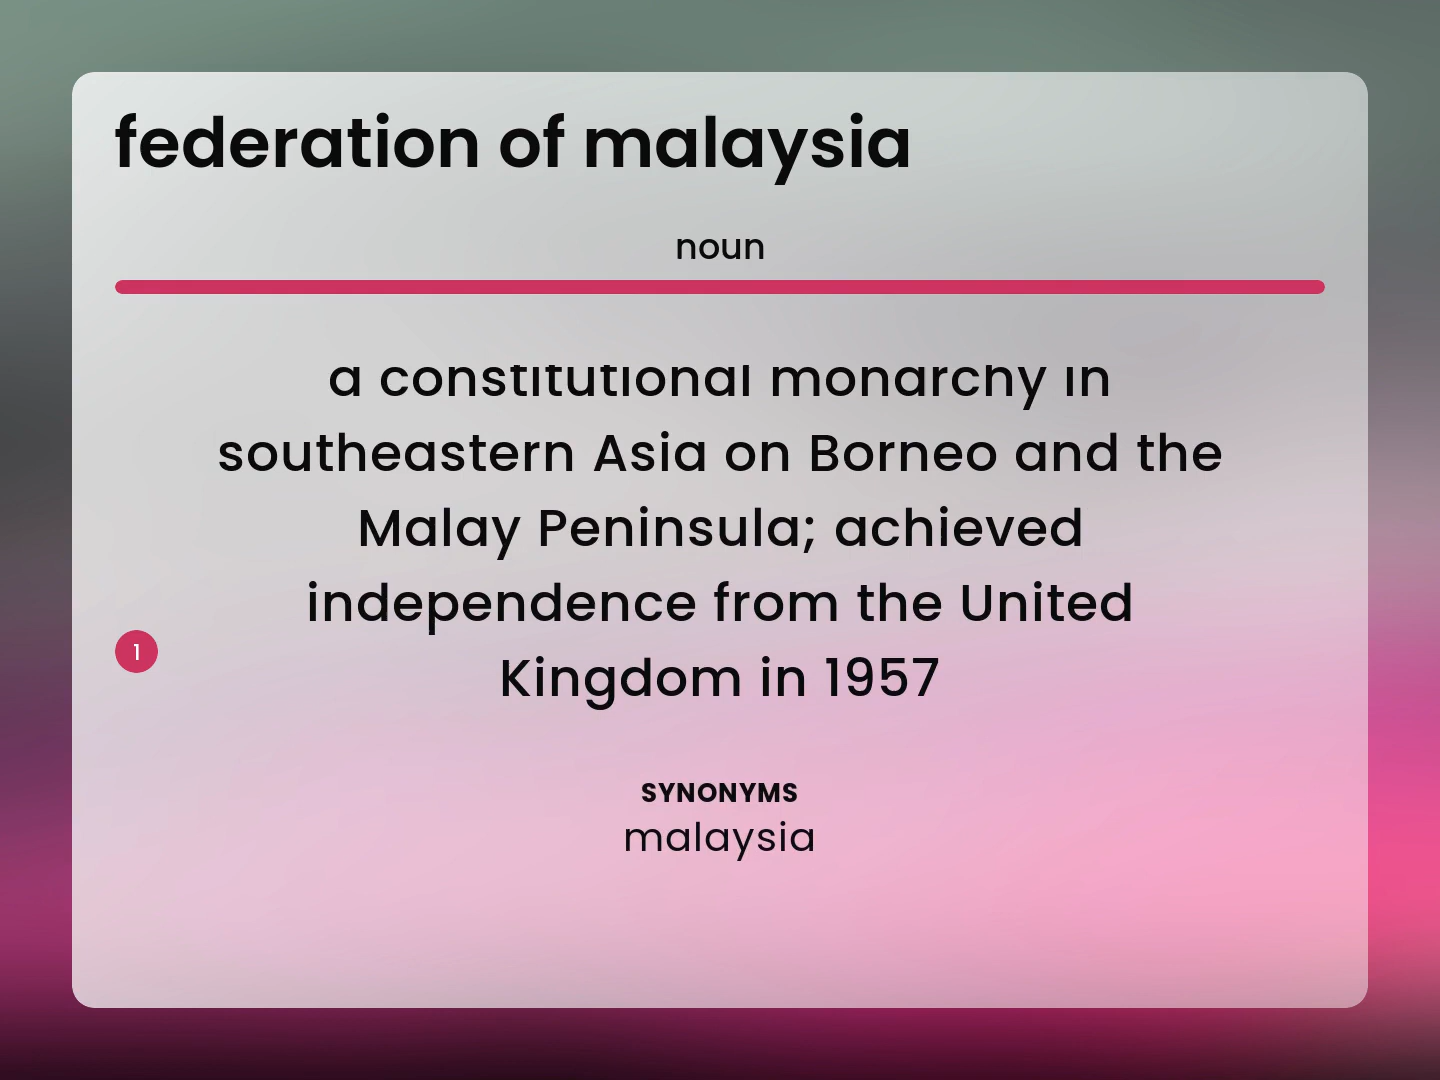 federation of malaysia
noun
a constitutional monarchy in
southeastern Asia on Borneo and the
Malay Peninsula; achieved
independence from the United
1
Kingdom in 1957
SYNONYMS
malaysia